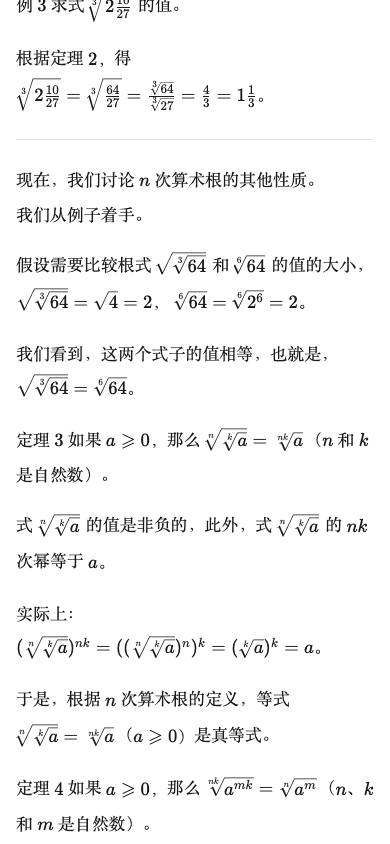 例 3 求式 ∛(2 10/27) 的值。
根据定理 2，得
∛(2 10/27) = ∛(64/27) = ∛64/∛27 = 4/3 = 1 1/3。
现在，我们讨论 n 次算术根的其他性质。
我们从例子着手。
假设需要比较根式 √(∛64) 和 ⁶√64 的值的大小，
√(∛64) = √4 = 2， ⁶√64 = ⁶√(2⁶) = 2。
我们看到，这两个式子的值相等，也就是，
√(∛64) = ⁶√64。
定理 3 如果 a ⩾ 0，那么 ⁿ√(ᵏ√a) = ⁿᵏ√a（n 和 k
是自然数）。
式 ⁿ√(ᵏ√a) 的值是非负的，此外，式 ⁿ√(ᵏ√a) 的 nk
次幂等于 a。
实际上：
(ⁿ√(ᵏ√a))ⁿᵏ = ((ⁿ√(ᵏ√a))ⁿ)ᵏ = (ᵏ√a)ᵏ = a。
于是，根据 n 次算术根的定义，等式
ⁿ√(ᵏ√a) = ⁿᵏ√a（a ⩾ 0）是真等式。
定理 4 如果 a ⩾ 0，那么 ⁿᵏ√(aᵐᵏ) = ⁿ√(aᵐ)（n、k
和 m 是自然数）。